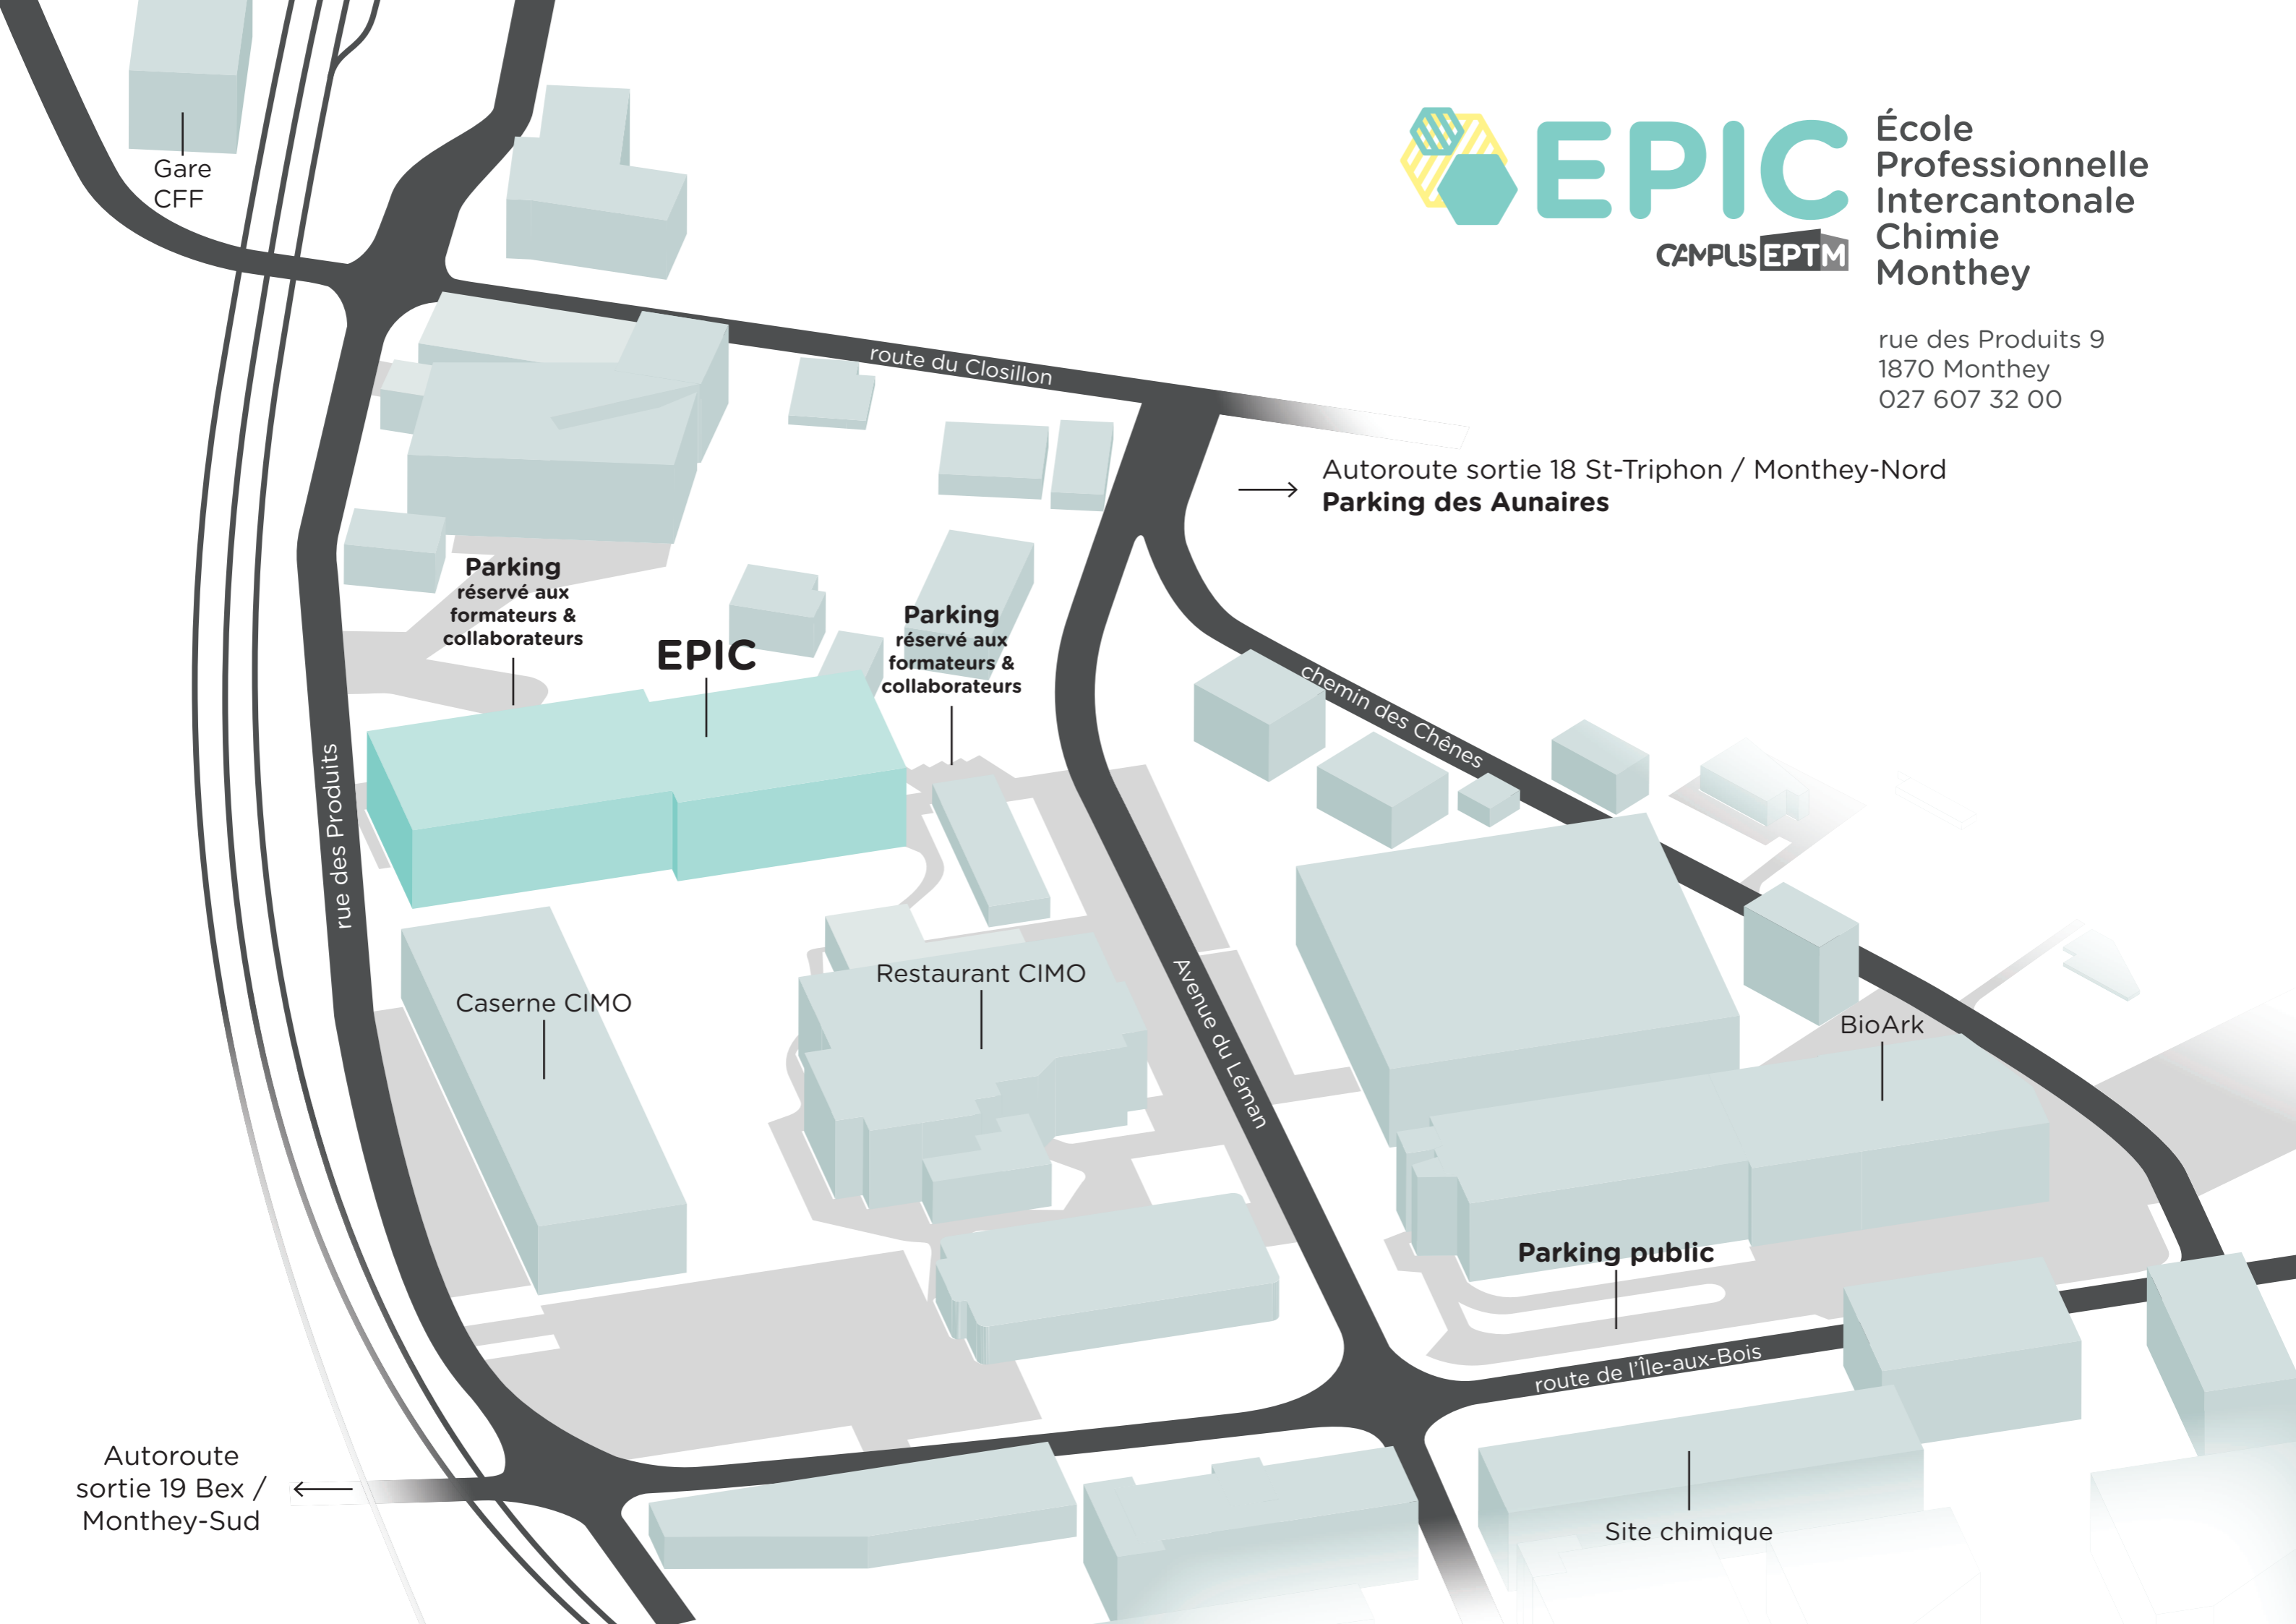 Gare
CFF
EPIC
CAMPUS EPTM
École
Professionnelle
Intercantonale
Chimie
Monthey
rue des Produits 9
1870 Monthey
027 607 32 00
route du Closillon
Autoroute sortie 18 St-Triphon / Monthey-Nord
Parking des Aunaires
Parking
réservé aux
formateurs &
collaborateurs
EPIC
Parking
réservé aux
formateurs &
collaborateurs
chemin des Chênes
rue des Produits
Caserne CIMO
Restaurant CIMO
Avenue du Léman
BioArk
Parking public
route de l'Île-aux-Bois
Autoroute
sortie 19 Bex /
Monthey-Sud
Site chimique